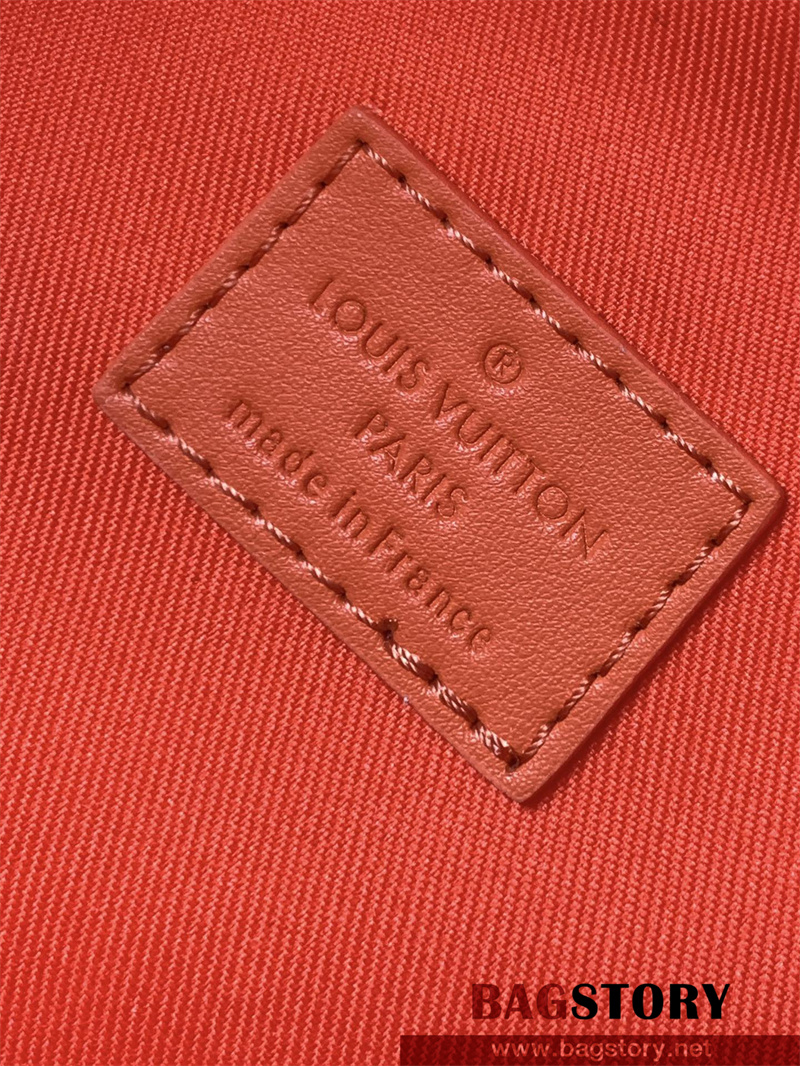 ®
LOUIS VUITTON
PARIS
made in France
BAGSTORY
www.bagstory.net